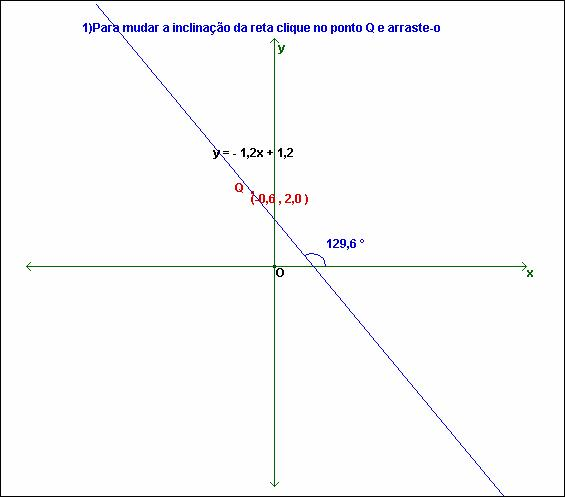 1)Para mudar a inclinação da reta clique no ponto Q e arraste-o
y
y = - 1,2x + 1,2
Q
(-0,6 , 2,0 )
129,6 °
O
x